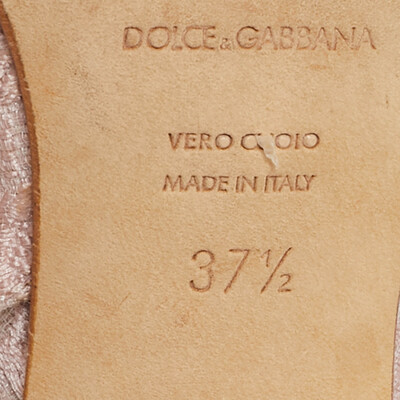 DOLCE&GABBANA
VERO CUOIO
MADE IN ITALY
37½